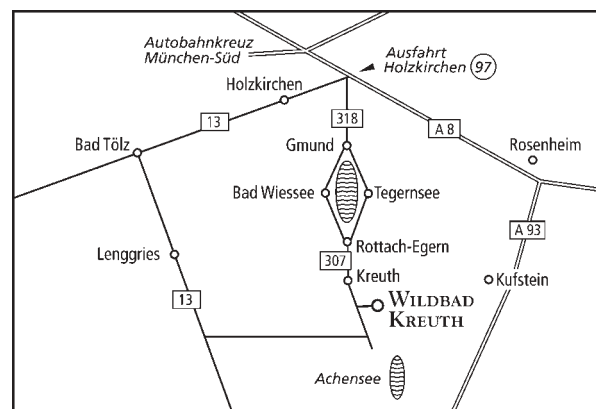 Autobahnkreuz
München-Süd
Ausfahrt
Holzkirchen 97
Holzkirchen
13
318
A 8
Bad Tölz
Gmund
Rosenheim
Bad Wiessee
Tegernsee
A 93
Rottach-Egern
Lenggries
307
Kreuth
Kufstein
13
WILDBAD
KREUTH
Achensee